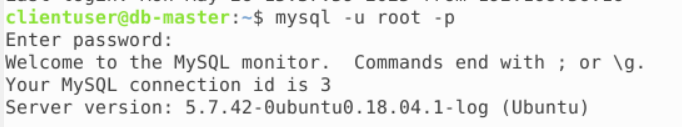 clientuser@db-master:~$ mysql -u root -p
Enter password:
Welcome to the MySQL monitor.  Commands end with ; or \g.
Your MySQL connection id is 3
Server version: 5.7.42-0ubuntu0.18.04.1-log (Ubuntu)